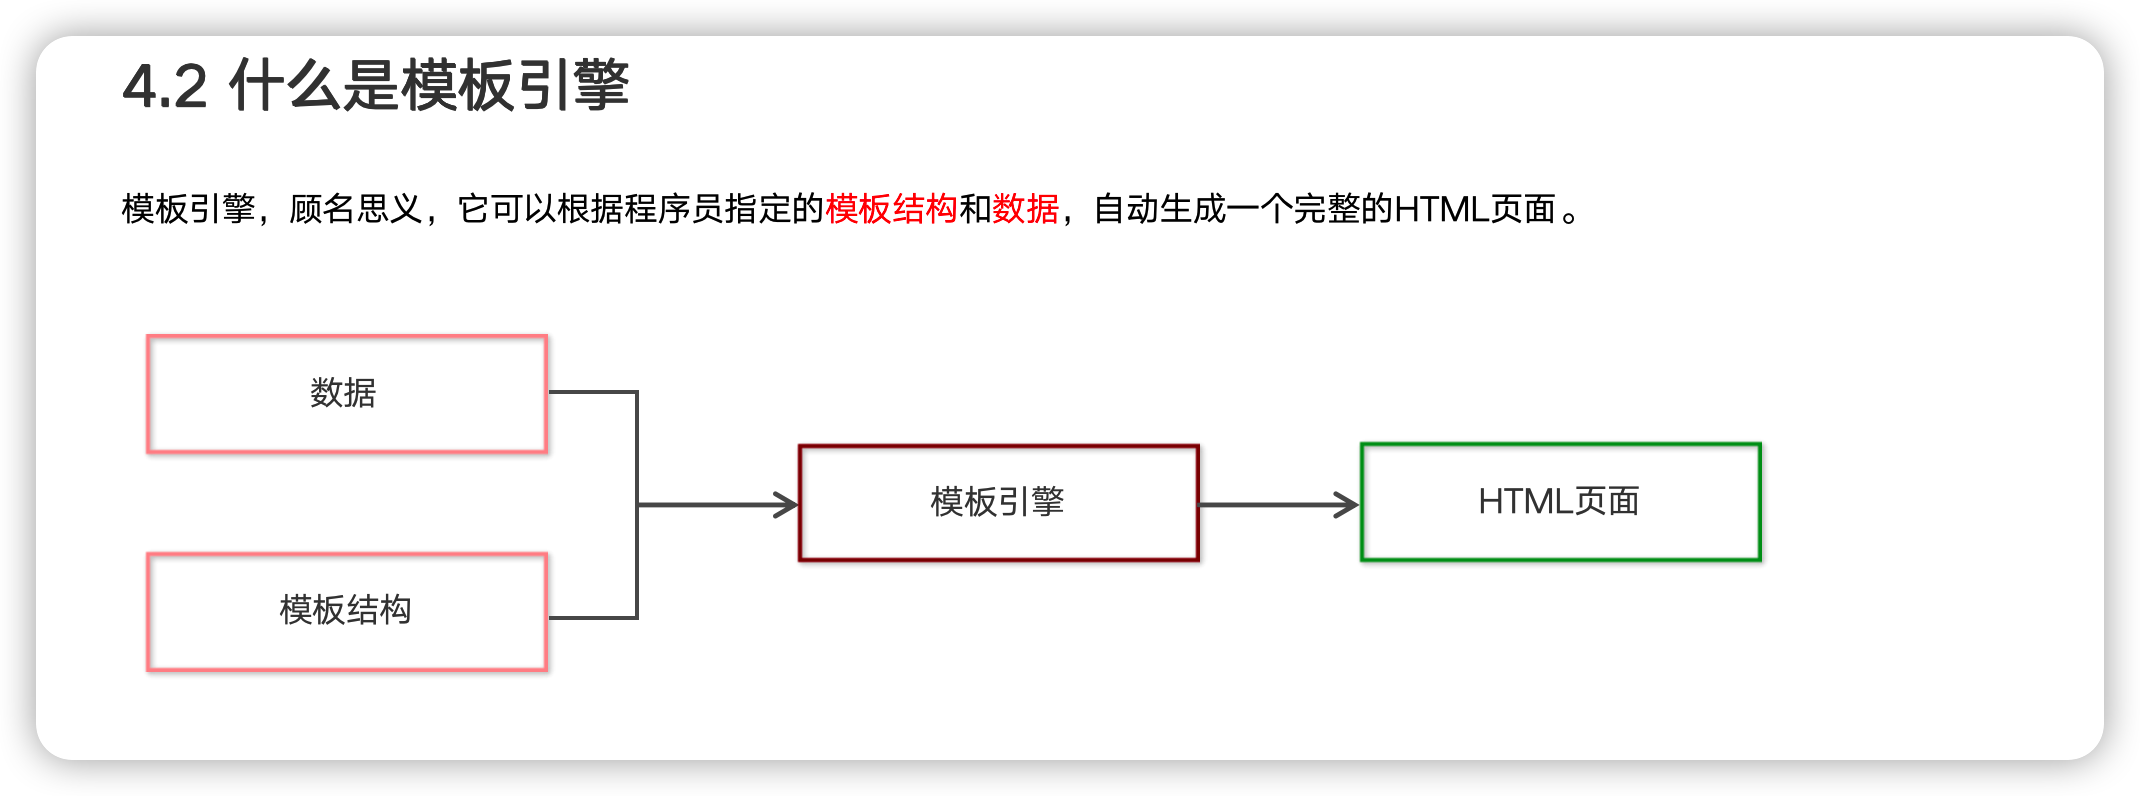 4.2 什么是模板引擎
模板引擎，顾名思义，它可以根据程序员指定的模板结构和数据，自动生成一个完整的HTML页面。
数据
模板引擎
HTML页面
模板结构